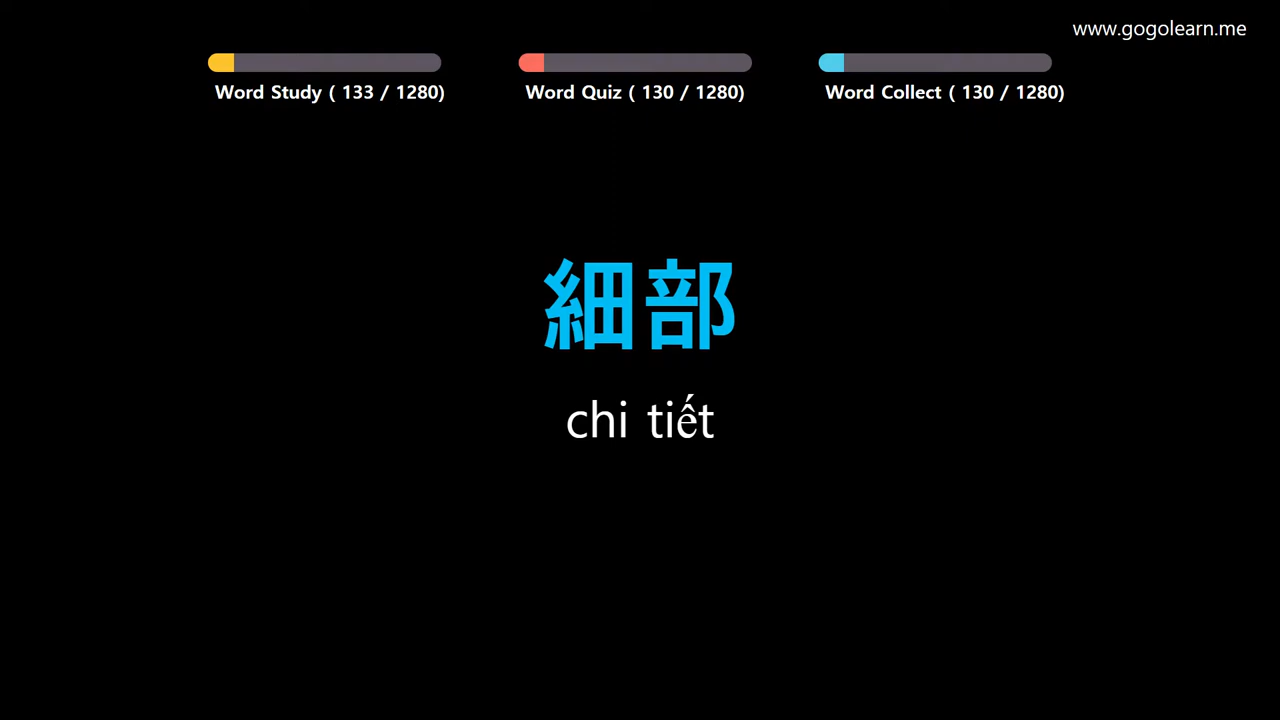 www.gogolearn.me
Word Study ( 133 / 1280)
Word Quiz ( 130 / 1280)
Word Collect ( 130 / 1280)
細部
chi tiết